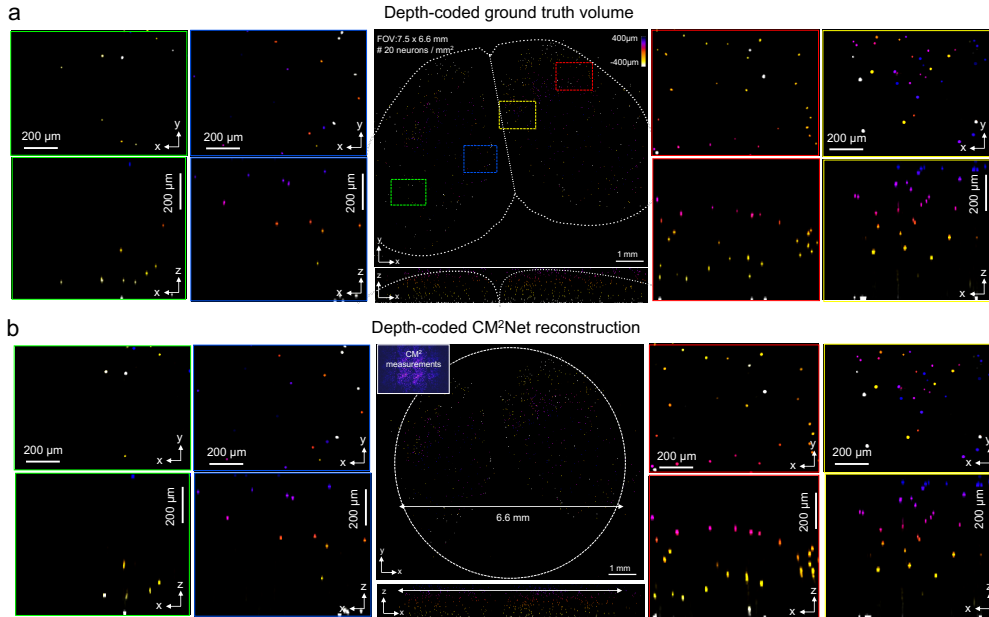 a
Depth-coded ground truth volume
FOV:7.5 x 6.6 mm
# 20 neurons / mm²
400µm
-400µm
200 µm
y
x
x
200 µm
y
x
1 mm
200 µm
y
x
200 µm
y
x
200 µm
z
x
200 µm
z
x
z
x
200 µm
z
x
200 µm
z
x
b
Depth-coded CM²Net reconstruction
CM²
measurements
200 µm
y
x
200 µm
y
x
6.6 mm
y
x
1 mm
200 µm
y
x
200 µm
y
x
200 µm
z
x
200 µm
z
x
z
x
200 µm
z
x
200 µm
z
x